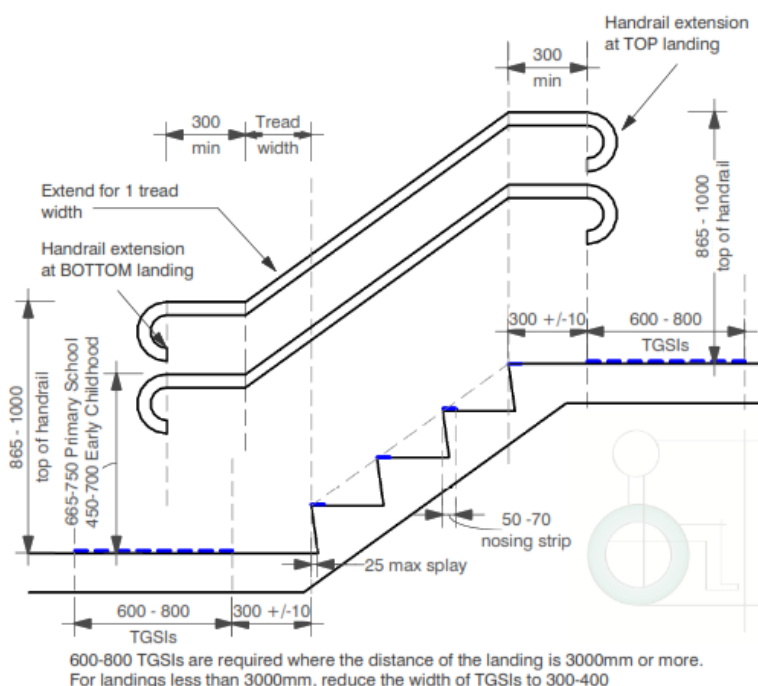 Handrail extension
at TOP landing
300
min
300
min
Tread
width
Extend for 1 tread
width
Handrail extension
at BOTTOM landing
865 - 1000
top of handrail
865 - 1000
top of handrail
665-750 Primary School
450-700 Early Childhood
300 +/-10
600 - 800
TGSIs
50 -70
nosing strip
25 max splay
600 - 800
TGSIs
300 +/-10
600-800 TGSIs are required where the distance of the landing is 3000mm or more.
For landings less than 3000mm, reduce the width of TGSIs to 300-400